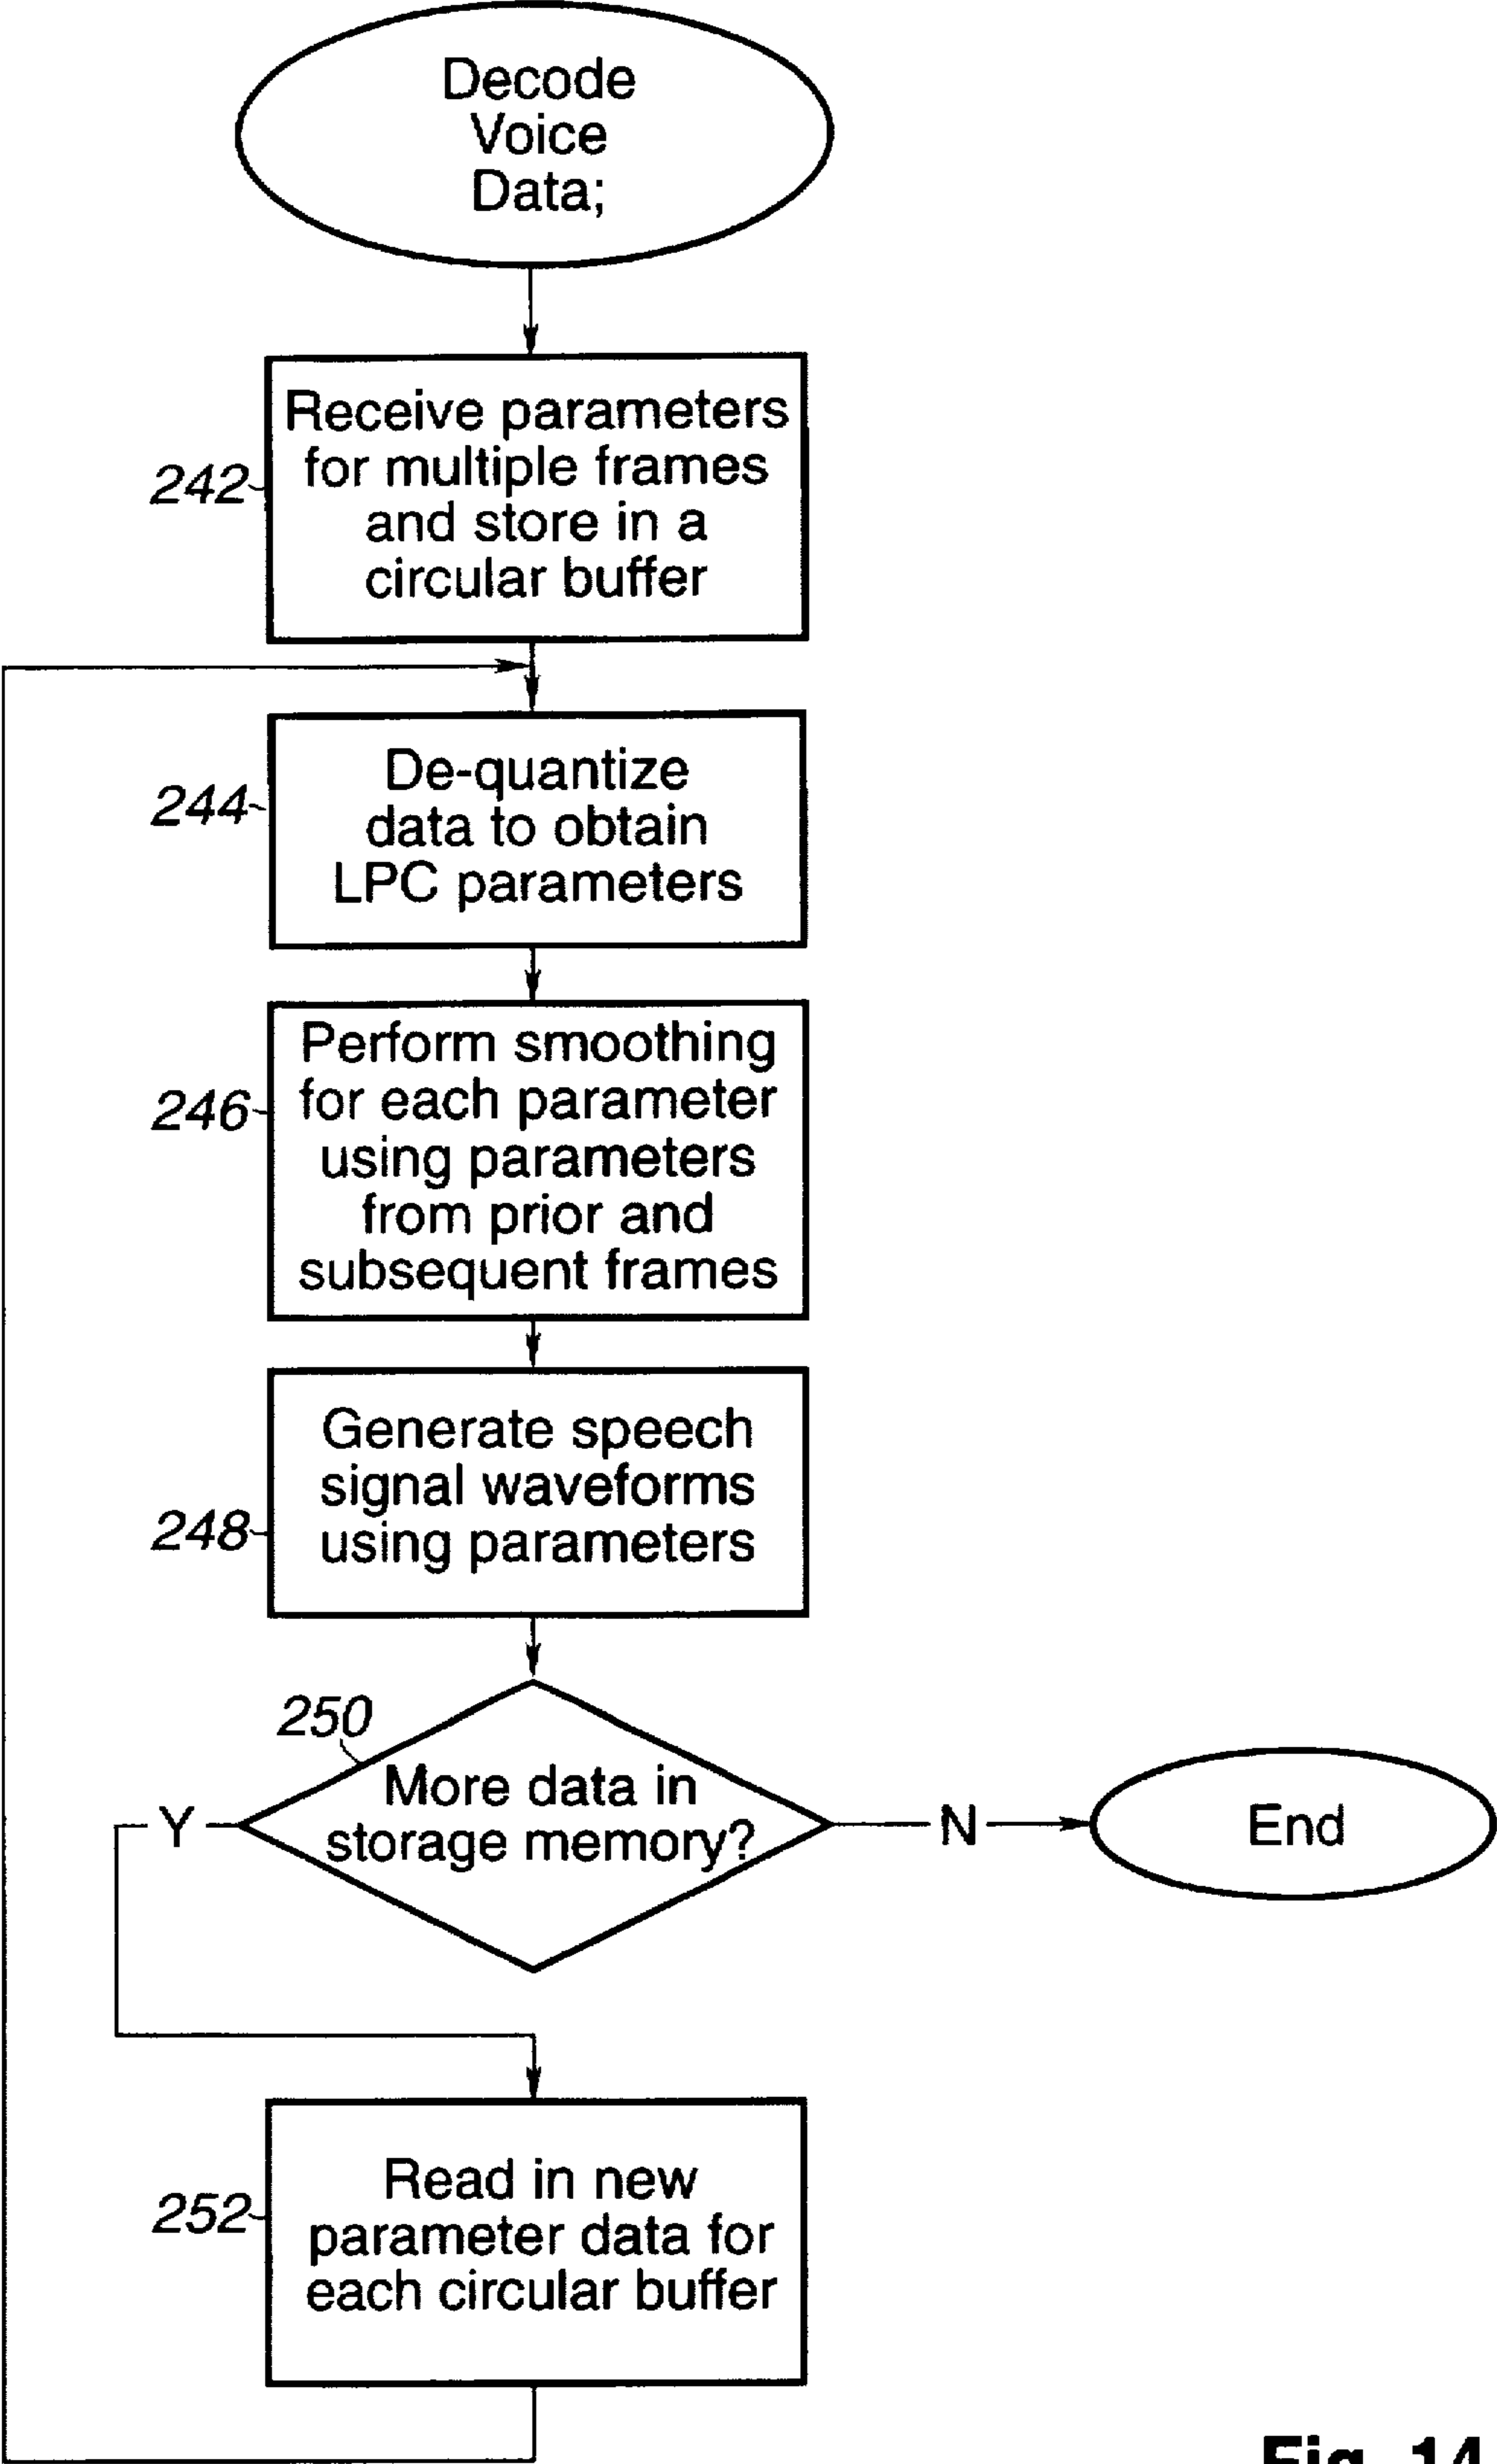 Decode
Voice
Data;
Receive parameters
for multiple frames
and store in a
circular buffer
242
De-quantize
data to obtain
LPC parameters
244
Perform smoothing
for each parameter
using parameters
from prior and
subsequent frames
246
Generate speech
signal waveforms
using parameters
248
250
More data in
storage memory?
Y
N
End
Read in new
parameter data for
each circular buffer
252
Fig. 14